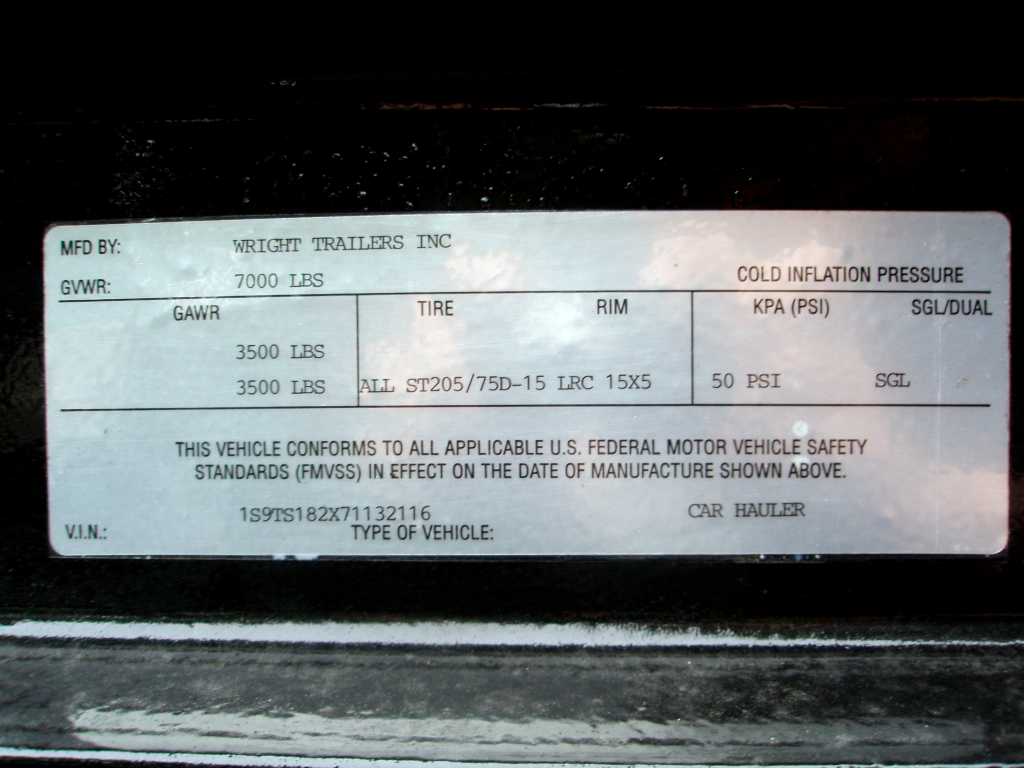 MFD BY: WRIGHT TRAILERS INC
GVWR: 7000 LBS COLD INFLATION PRESSURE
GAWR TIRE RIM KPA (PSI) SGL/DUAL
3500 LBS
3500 LBS ALL ST205/75D-15 LRC 15X5 50 PSI SGL
THIS VEHICLE CONFORMS TO ALL APPLICABLE U.S. FEDERAL MOTOR VEHICLE SAFETY
STANDARDS (FMVSS) IN EFFECT ON THE DATE OF MANUFACTURE SHOWN ABOVE.
1S9TS182X71132116 CAR HAULER
V.I.N.: TYPE OF VEHICLE: